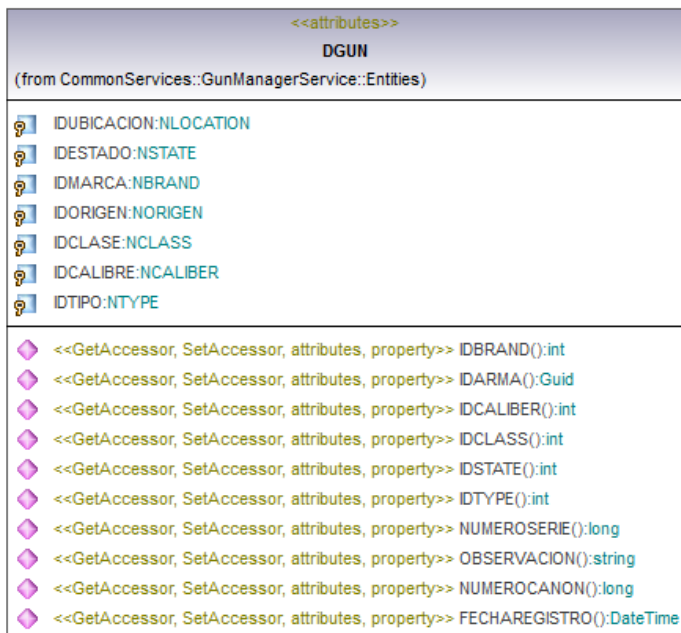 <<attributes>>
DGUN
(from CommonServices::GunManagerService::Entities)
IDUBICACION:NLOCATION
IDESTADO:NSTATE
IDMARCA:NBRAND
IDORIGEN:NORIGEN
IDCLASE:NCLASS
IDCALIBRE:NCALIBER
IDTIPO:NTYPE
<<GetAccessor, SetAccessor, attributes, property>> IDBRAND():int
<<GetAccessor, SetAccessor, attributes, property>> IDARMA():Guid
<<GetAccessor, SetAccessor, attributes, property>> IDCALIBER():int
<<GetAccessor, SetAccessor, attributes, property>> IDCLASS():int
<<GetAccessor, SetAccessor, attributes, property>> IDSTATE():int
<<GetAccessor, SetAccessor, attributes, property>> IDTYPE():int
<<GetAccessor, SetAccessor, attributes, property>> NUMEROSERIE():long
<<GetAccessor, SetAccessor, attributes, property>> OBSERVACION():string
<<GetAccessor, SetAccessor, attributes, property>> NUMEROCANON():long
<<GetAccessor, SetAccessor, attributes, property>> FECHAREGISTRO():DateTime